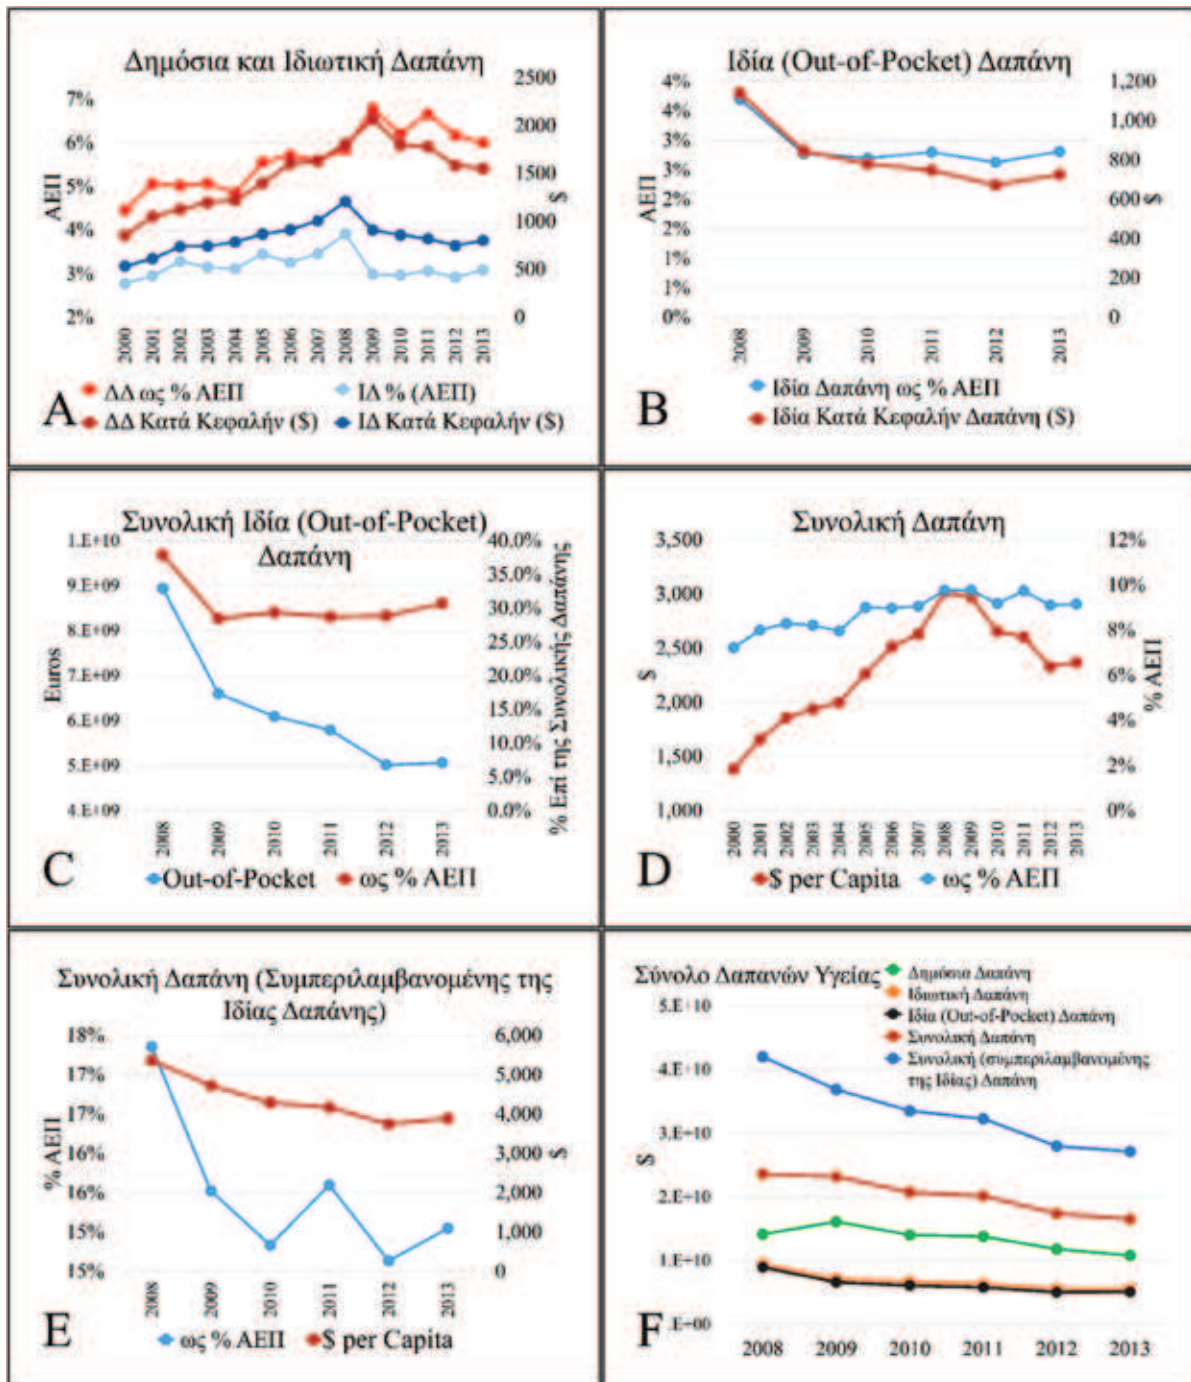 Δημόσια και Ιδιωτική Δαπάνη
ΑΕΠ
7%
6%
5%
4%
3%
2%
2500
2000
1500
1000
500
0
$
2000 2001 2002 2003 2004 2005 2006 2007 2008 2009 2010 2011 2012 2013
ΔΔ ως % ΑΕΠ ΙΔ % (ΑΕΠ)
ΔΔ Κατά Κεφαλήν ($) ΙΔ Κατά Κεφαλήν ($)
A
Ιδία (Out-of-Pocket) Δαπάνη
ΑΕΠ
4%
4%
3%
3%
2%
2%
1%
1%
0%
1,200
1,000
800
600
400
200
0
$
2008 2009 2010 2011 2012 2013
Ιδία Δαπάνη ως % ΑΕΠ
Ιδία Κατά Κεφαλήν Δαπάνη ($)
B
Συνολική Ιδία (Out-of-Pocket)
Δαπάνη
Euros
1.E+10
9.E+09
8.E+09
7.E+09
6.E+09
5.E+09
4.E+09
40.0%
35.0%
30.0%
25.0%
20.0%
15.0%
10.0%
5.0%
0.0%
% Επί της Συνολικής Δαπάνης
2008 2009 2010 2011 2012 2013
Out-of-Pocket ως % ΑΕΠ
C
Συνολική Δαπάνη
$
3,500
3,000
2,500
2,000
1,500
1,000
12%
10%
8%
6%
4%
2%
0%
% ΑΕΠ
2000 2001 2002 2003 2004 2005 2006 2007 2008 2009 2010 2011 2012 2013
$ per Capita ως % ΑΕΠ
D
Συνολική Δαπάνη (Συμπεριλαμβανομένης της
Ιδίας Δαπάνης)
% ΑΕΠ
18%
17%
17%
16%
16%
15%
15%
6,000
5,000
4,000
3,000
2,000
1,000
0
$
2008 2009 2010 2011 2012 2013
ως % ΑΕΠ $ per Capita
E
Σύνολο Δαπανών Υγείας
Δημόσια Δαπάνη
Ιδιωτική Δαπάνη
Ιδία (Out-of-Pocket) Δαπάνη
Συνολική Δαπάνη
Συνολική (συμπεριλαμβανομένης
της Ιδίας) Δαπάνη
$
5.E+10
4.E+10
3.E+10
2.E+10
1.E+10
.E+00
2008 2009 2010 2011 2012 2013
F